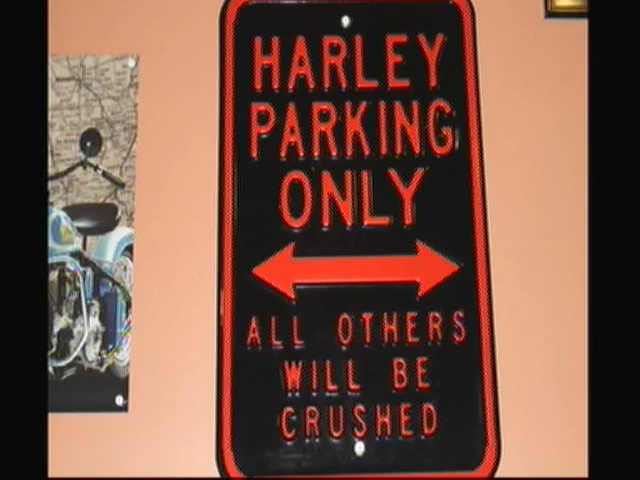 HARLEY
PARKING
ONLY
ALL OTHERS
WILL BE
CRUSHED